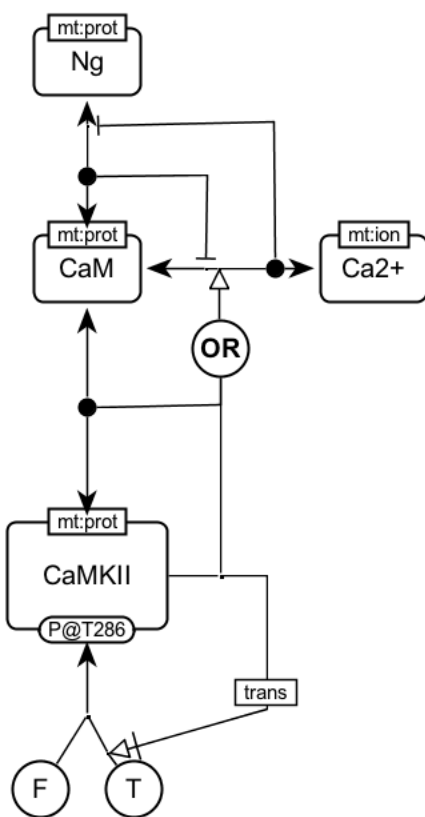 mt:prot
Ng
mt:prot
CaM
mt:ion
Ca2+
OR
mt:prot
CaMKII
P@T286
trans
F
T